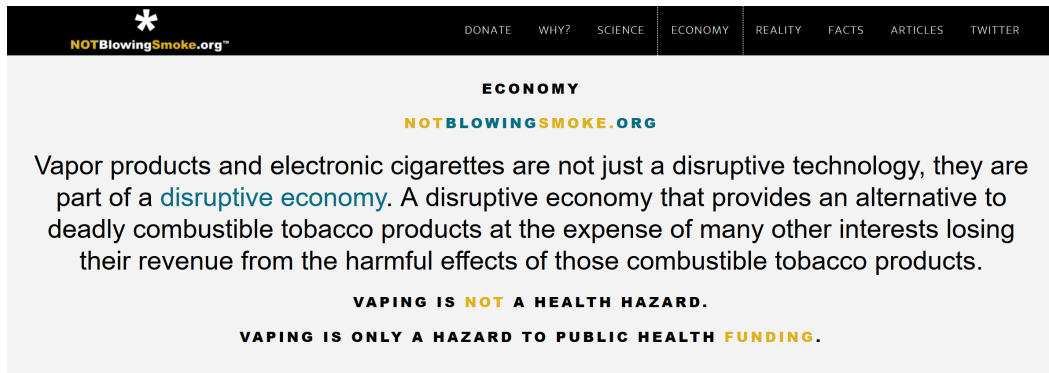 NOTBlowingSmoke.org™
DONATE WHY? SCIENCE ECONOMY REALITY FACTS ARTICLES TWITTER
ECONOMY
NOTBLOWINGSMOKE.ORG
Vapor products and electronic cigarettes are not just a disruptive technology, they are
part of a disruptive economy. A disruptive economy that provides an alternative to
deadly combustible tobacco products at the expense of many other interests losing
their revenue from the harmful effects of those combustible tobacco products.
VAPING IS NOT A HEALTH HAZARD.
VAPING IS ONLY A HAZARD TO PUBLIC HEALTH FUNDING.